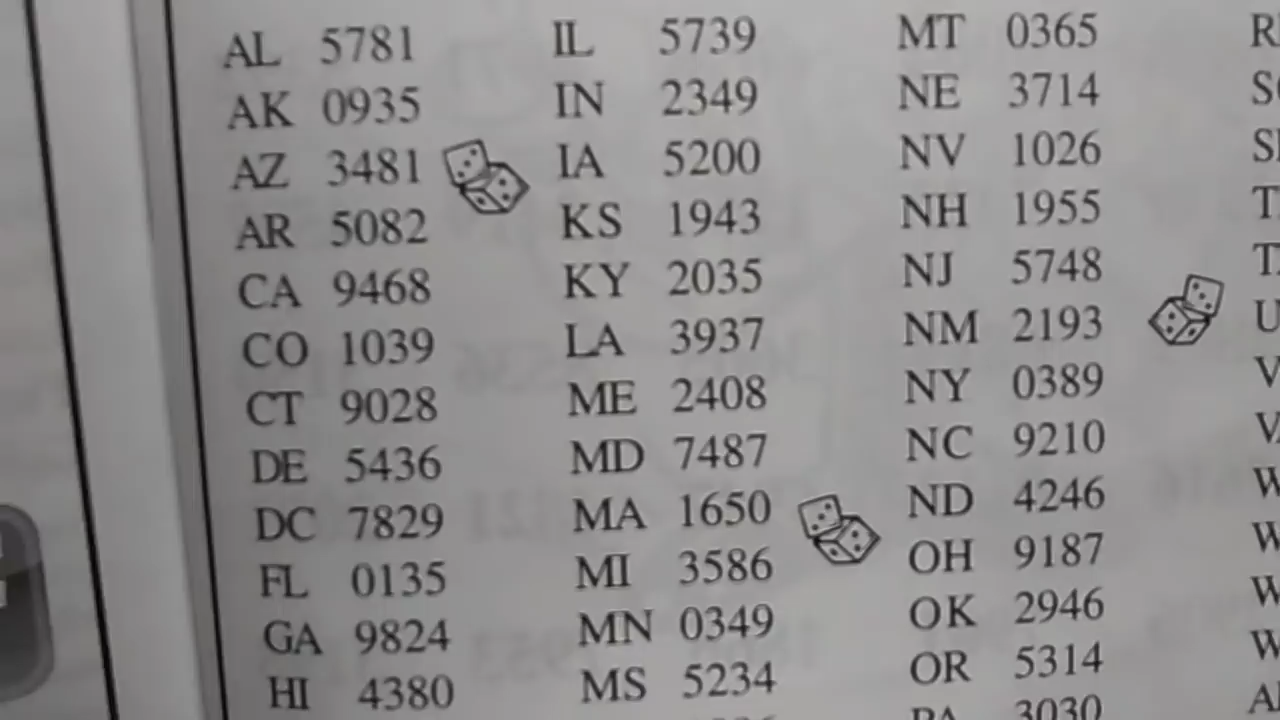 AL 5781
AK 0935
AZ 3481
AR 5082
CA 9468
CO 1039
CT 9028
DE 5436
DC 7829
FL 0135
GA 9824
HI 4380
IL 5739
IN 2349
IA 5200
KS 1943
KY 2035
LA 3937
ME 2408
MD 7487
MA 1650
MI 3586
MN 0349
MS 5234
MT 0365
NE 3714
NV 1026
NH 1955
NJ 5748
NM 2193
NY 0389
NC 9210
ND 4246
OH 9187
OK 2946
OR 5314
PA 3030